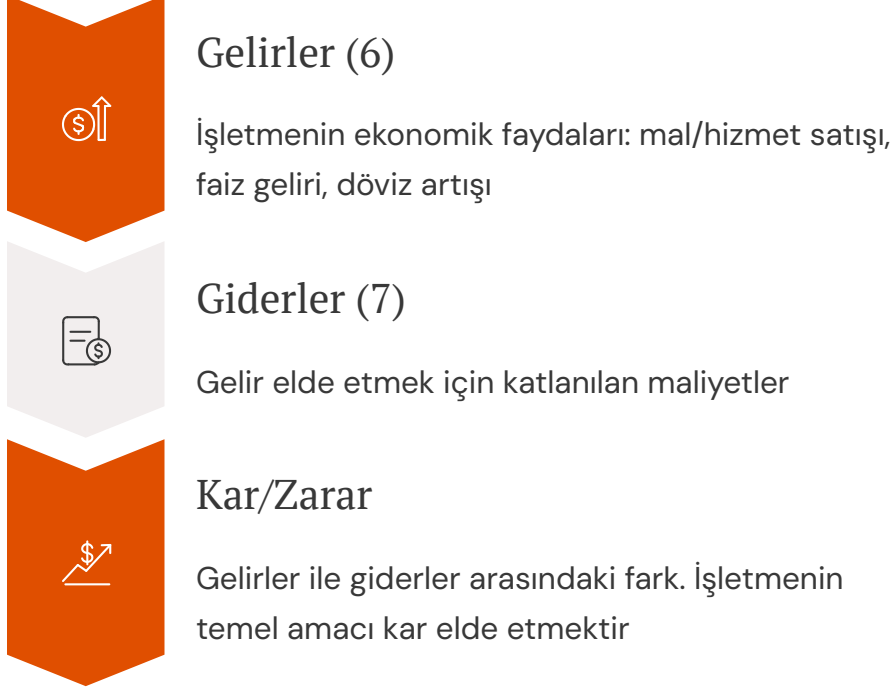 Gelirler (6)
İşletmenin ekonomik faydaları: mal/hizmet satışı,
faiz geliri, döviz artışı
Giderler (7)
Gelir elde etmek için katlanılan maliyetler
Kar/Zarar
Gelirler ile giderler arasındaki fark. İşletmenin
temel amacı kar elde etmektir